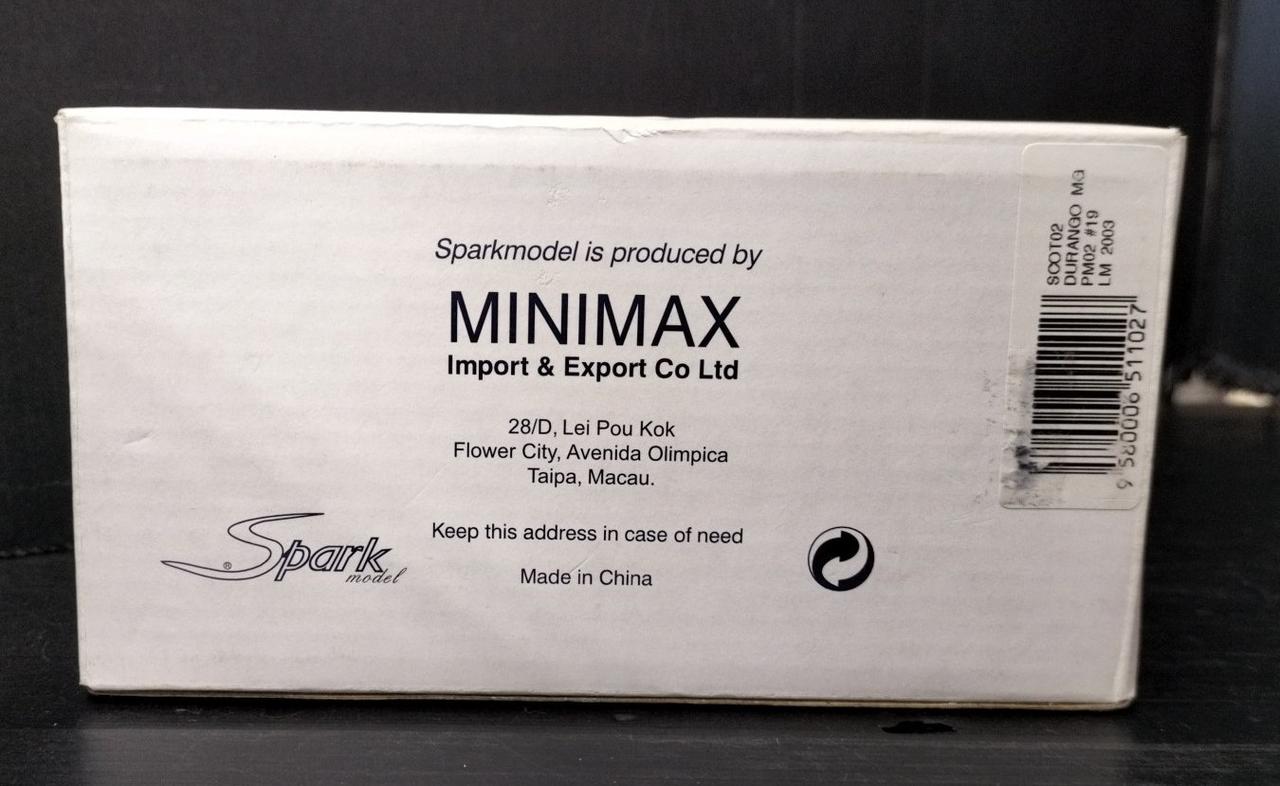 Sparkmodel is produced by
MINIMAX
Import & Export Co Ltd
28/D, Lei Pou Kok
Flower City, Avenida Olimpica
Taipa, Macau.
Keep this address in case of need
Made in China
® Spark
model
SCOT02
DURANGO MG
PM02 #19
LM 2003
9 580006 511027